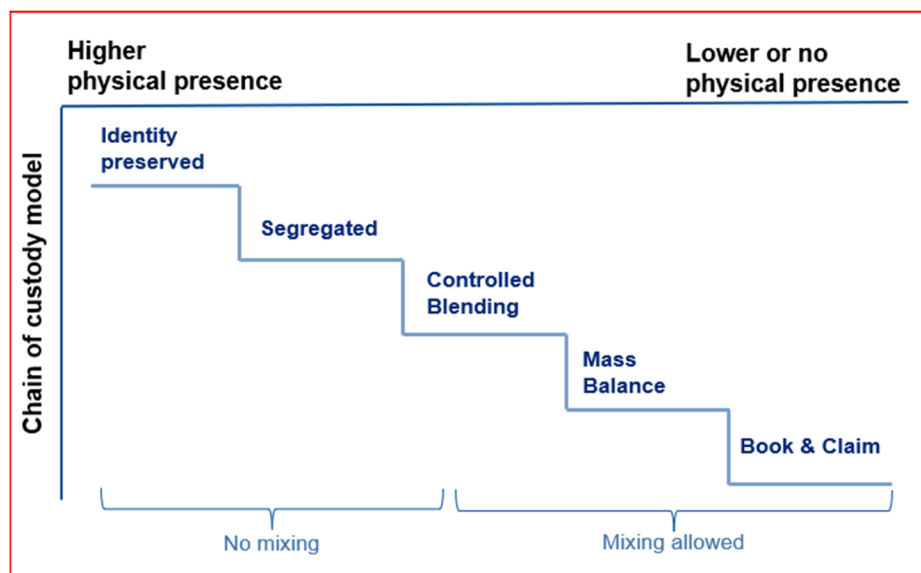 Higher
physical presence
Lower or no
physical presence
Chain of custody model
Identity
preserved
Segregated
Controlled
Blending
Mass
Balance
Book & Claim
No mixing
Mixing allowed